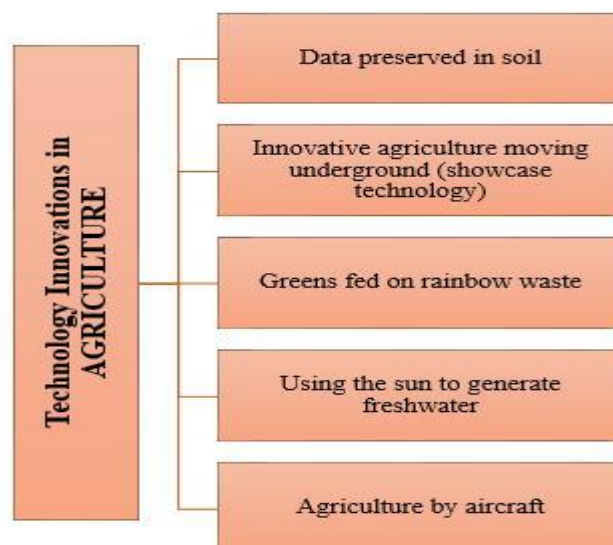 Technology Innovations in
AGRICULTURE
Data preserved in soil
Innovative agriculture moving
underground (showcase
technology)
Greens fed on rainbow waste
Using the sun to generate
freshwater
Agriculture by aircraft